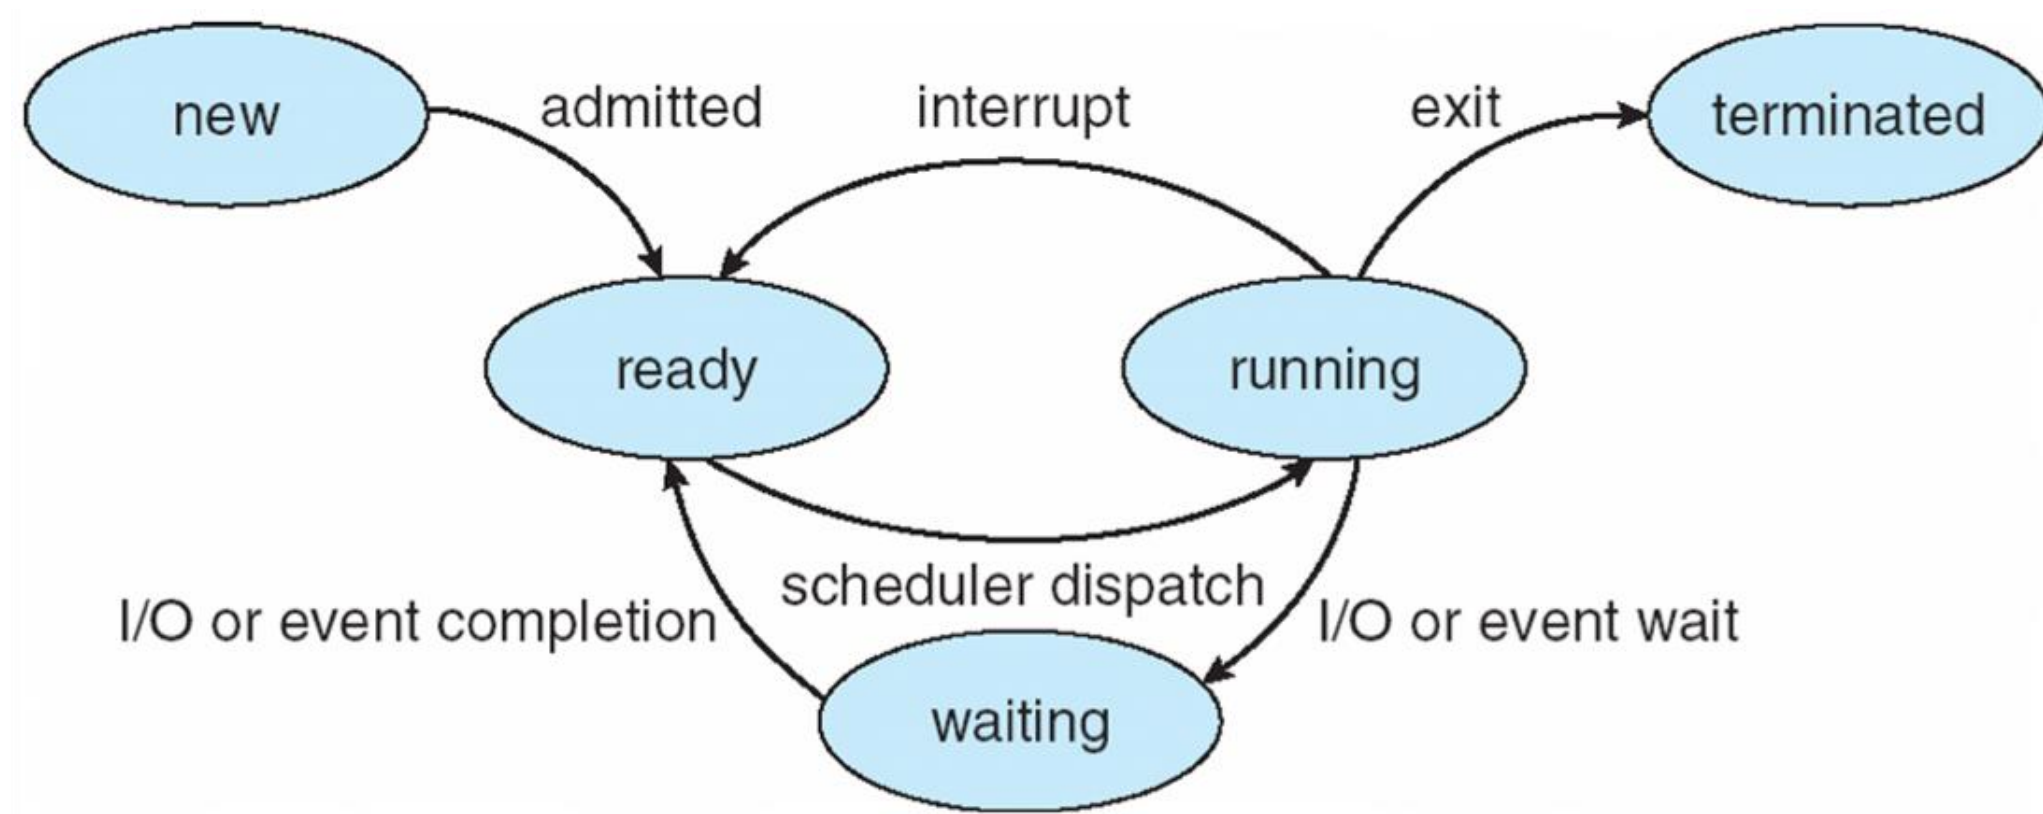 new
admitted
interrupt
exit
terminated
ready
running
scheduler dispatch
I/O or event completion
I/O or event wait
waiting